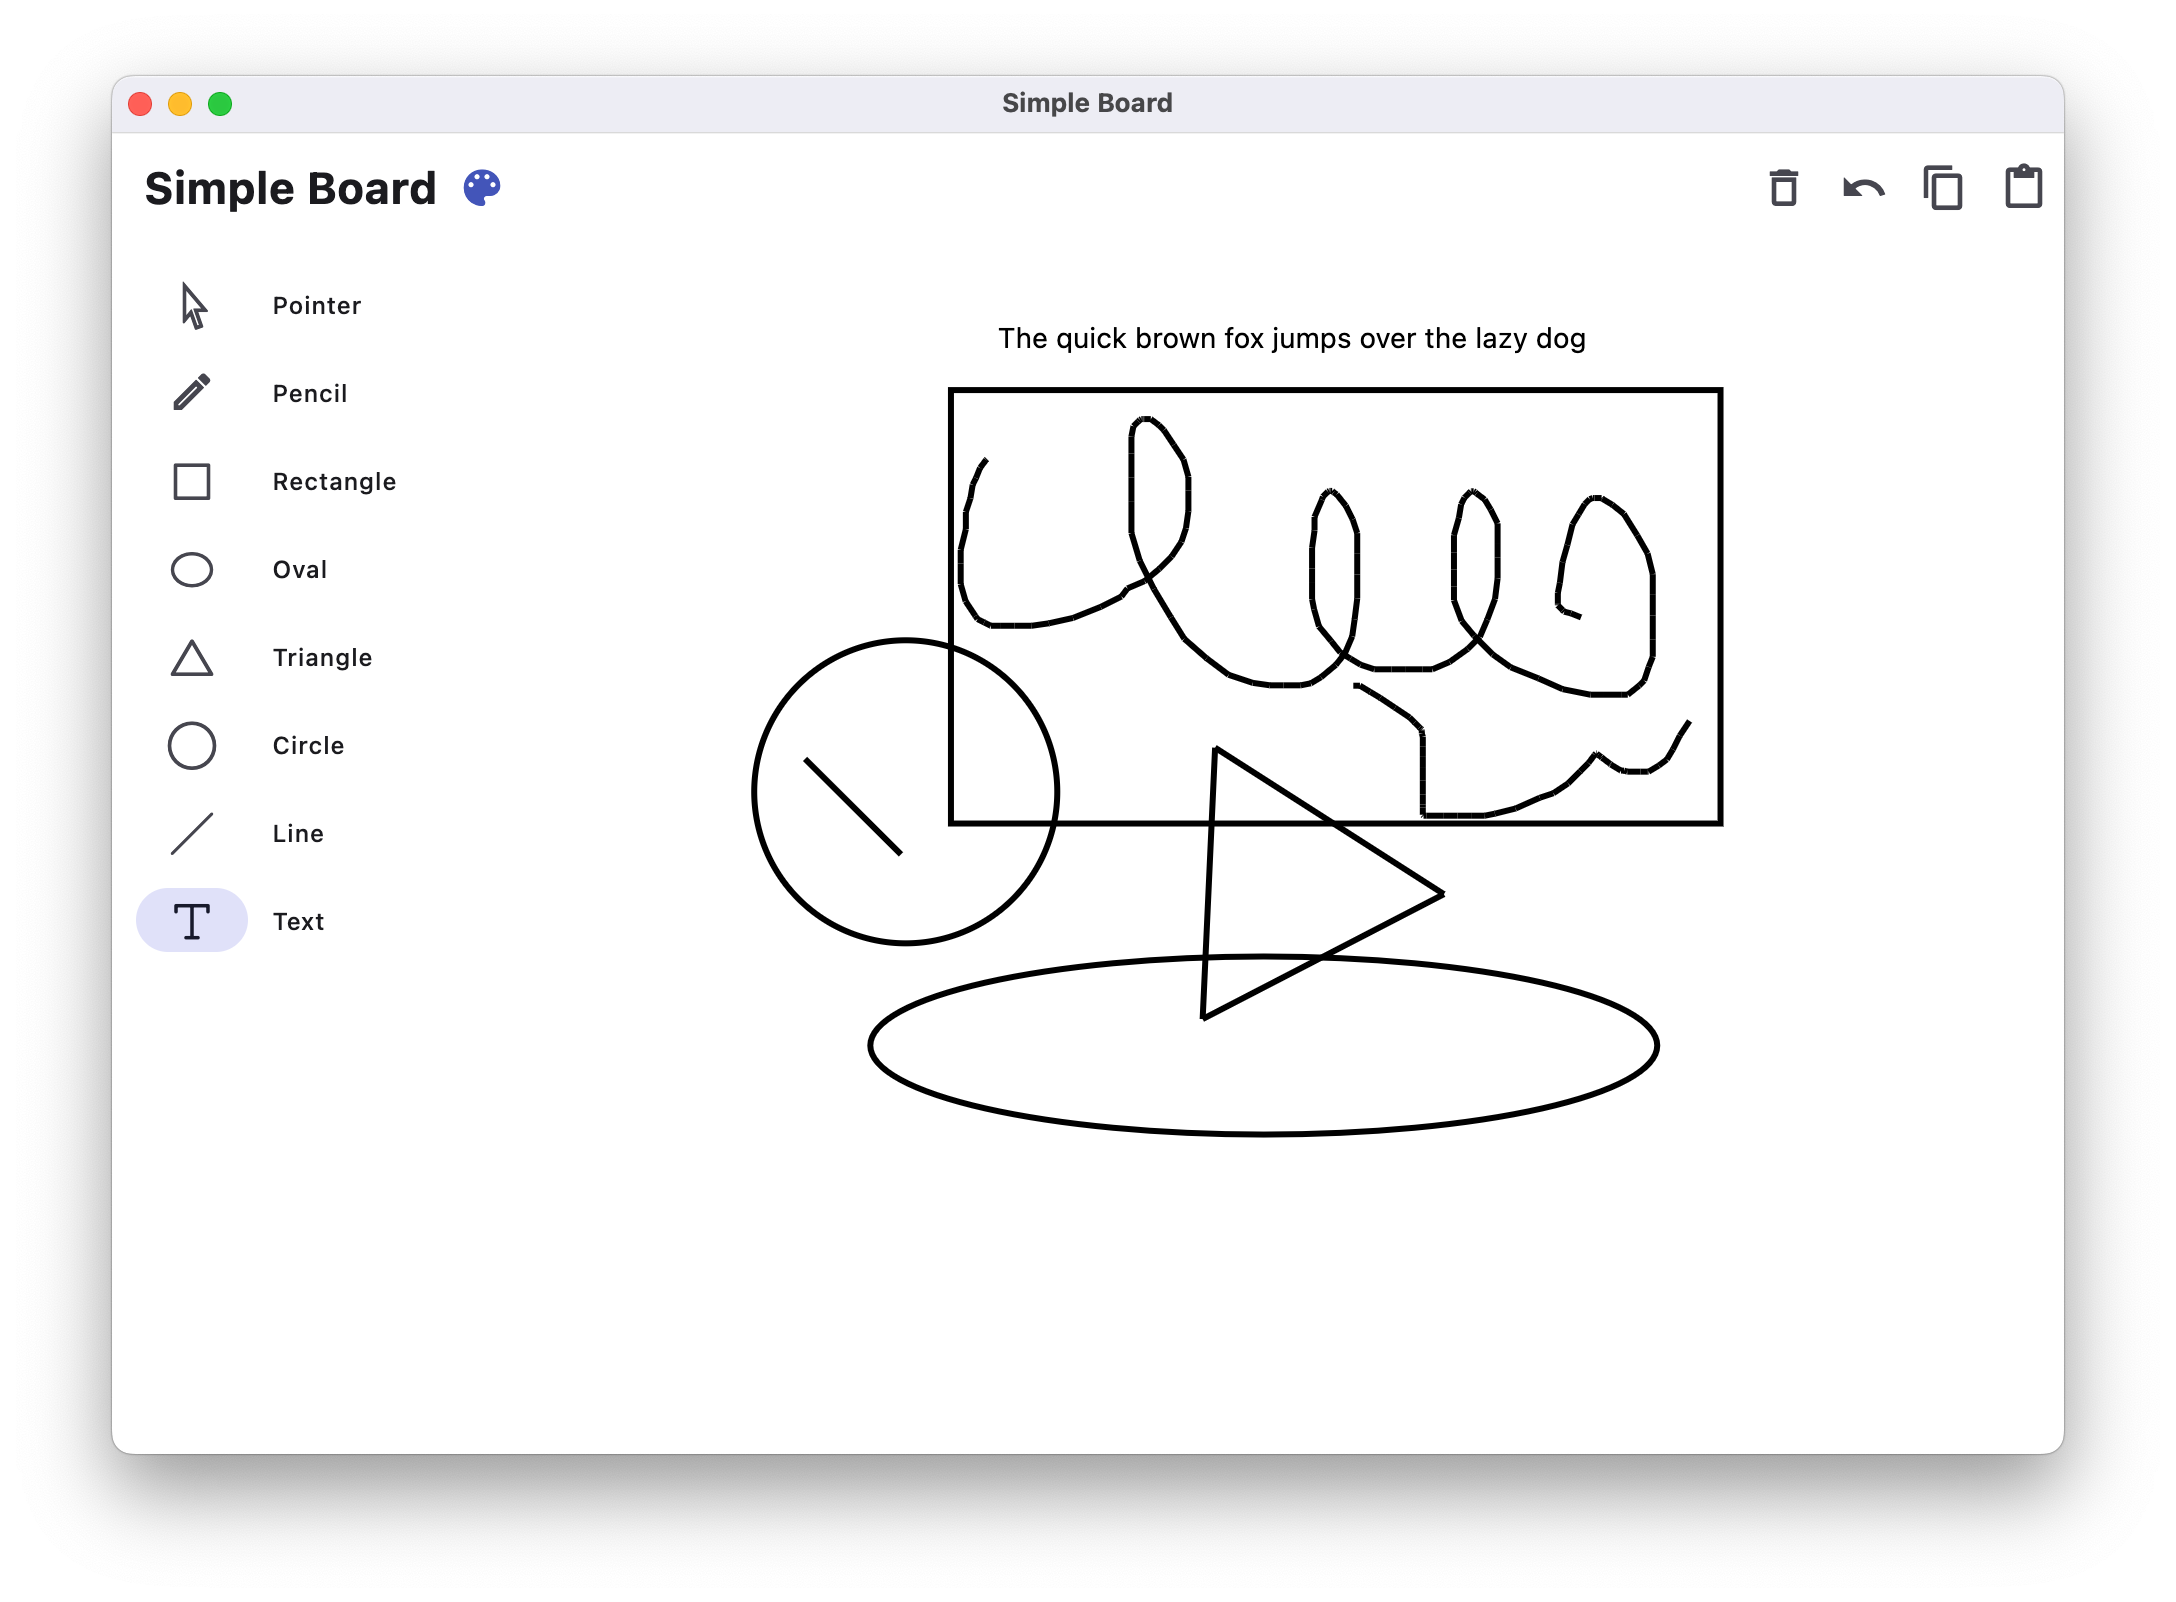 Simple Board
Simple Board
Pointer
Pencil
Rectangle
Oval
Triangle
Circle
Line
Text
The quick brown fox jumps over the lazy dog